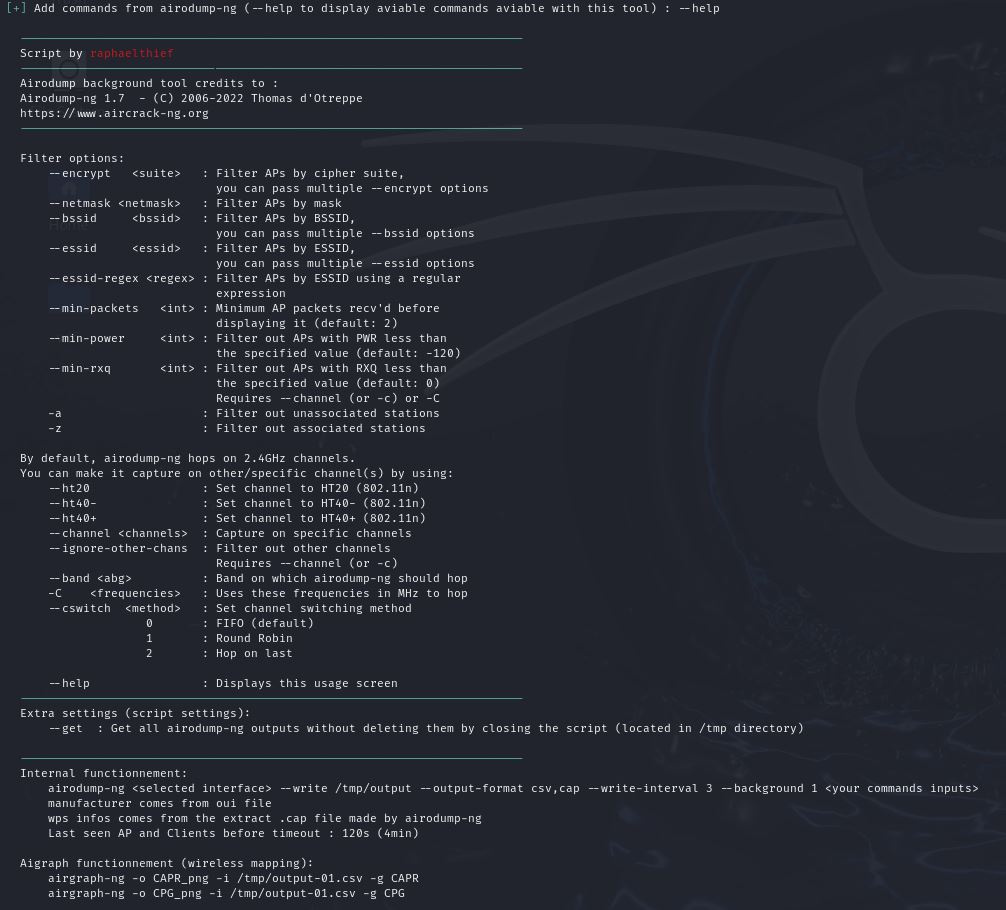 [+] Add commands from airodump-ng (--help to display aviable commands aviable with this tool) : --help
Script by raphaelthief
Airodump background tool credits to :
Airodump-ng 1.7  - (C) 2006-2022 Thomas d'Otreppe
https://www.aircrack-ng.org
Filter options:
--encrypt   <suite>   : Filter APs by cipher suite,
you can pass multiple --encrypt options
--netmask <netmask>   : Filter APs by mask
--bssid     <bssid>   : Filter APs by BSSID,
you can pass multiple --bssid options
--essid     <essid>   : Filter APs by ESSID,
you can pass multiple --essid options
--essid-regex <regex> : Filter APs by ESSID using a regular
expression
--min-packets   <int> : Minimum AP packets recv'd before
displaying it (default: 2)
--min-power     <int> : Filter out APs with PWR less than
the specified value (default: -120)
--min-rxq       <int> : Filter out APs with RXQ less than
the specified value (default: 0)
Requires --channel (or -c) or -C
-a                    : Filter out unassociated stations
-z                    : Filter out associated stations
By default, airodump-ng hops on 2.4GHz channels.
You can make it capture on other/specific channel(s) by using:
--ht20                : Set channel to HT20 (802.11n)
--ht40-               : Set channel to HT40- (802.11n)
--ht40+               : Set channel to HT40+ (802.11n)
--channel <channels>  : Capture on specific channels
--ignore-other-chans  : Filter out other channels
Requires --channel (or -c)
--band <abg>          : Band on which airodump-ng should hop
-C    <frequencies>   : Uses these frequencies in MHz to hop
--cswitch  <method>   : Set channel switching method
0       : FIFO (default)
1       : Round Robin
2       : Hop on last
--help                : Displays this usage screen
Extra settings (script settings):
--get  : Get all airodump-ng outputs without deleting them by closing the script (located in /tmp directory)
Internal functionnement:
airodump-ng <selected interface> --write /tmp/output --output-format csv,cap --write-interval 3 --background 1 <your commands inputs>
manufacturer comes from oui file
wps infos comes from the extract .cap file made by airodump-ng
Last seen AP and Clients before timeout : 120s (4min)
Aigraph functionnement (wireless mapping):
airgraph-ng -o CAPR_png -i /tmp/output-01.csv -g CAPR
airgraph-ng -o CPG_png -i /tmp/output-01.csv -g CPG
Home